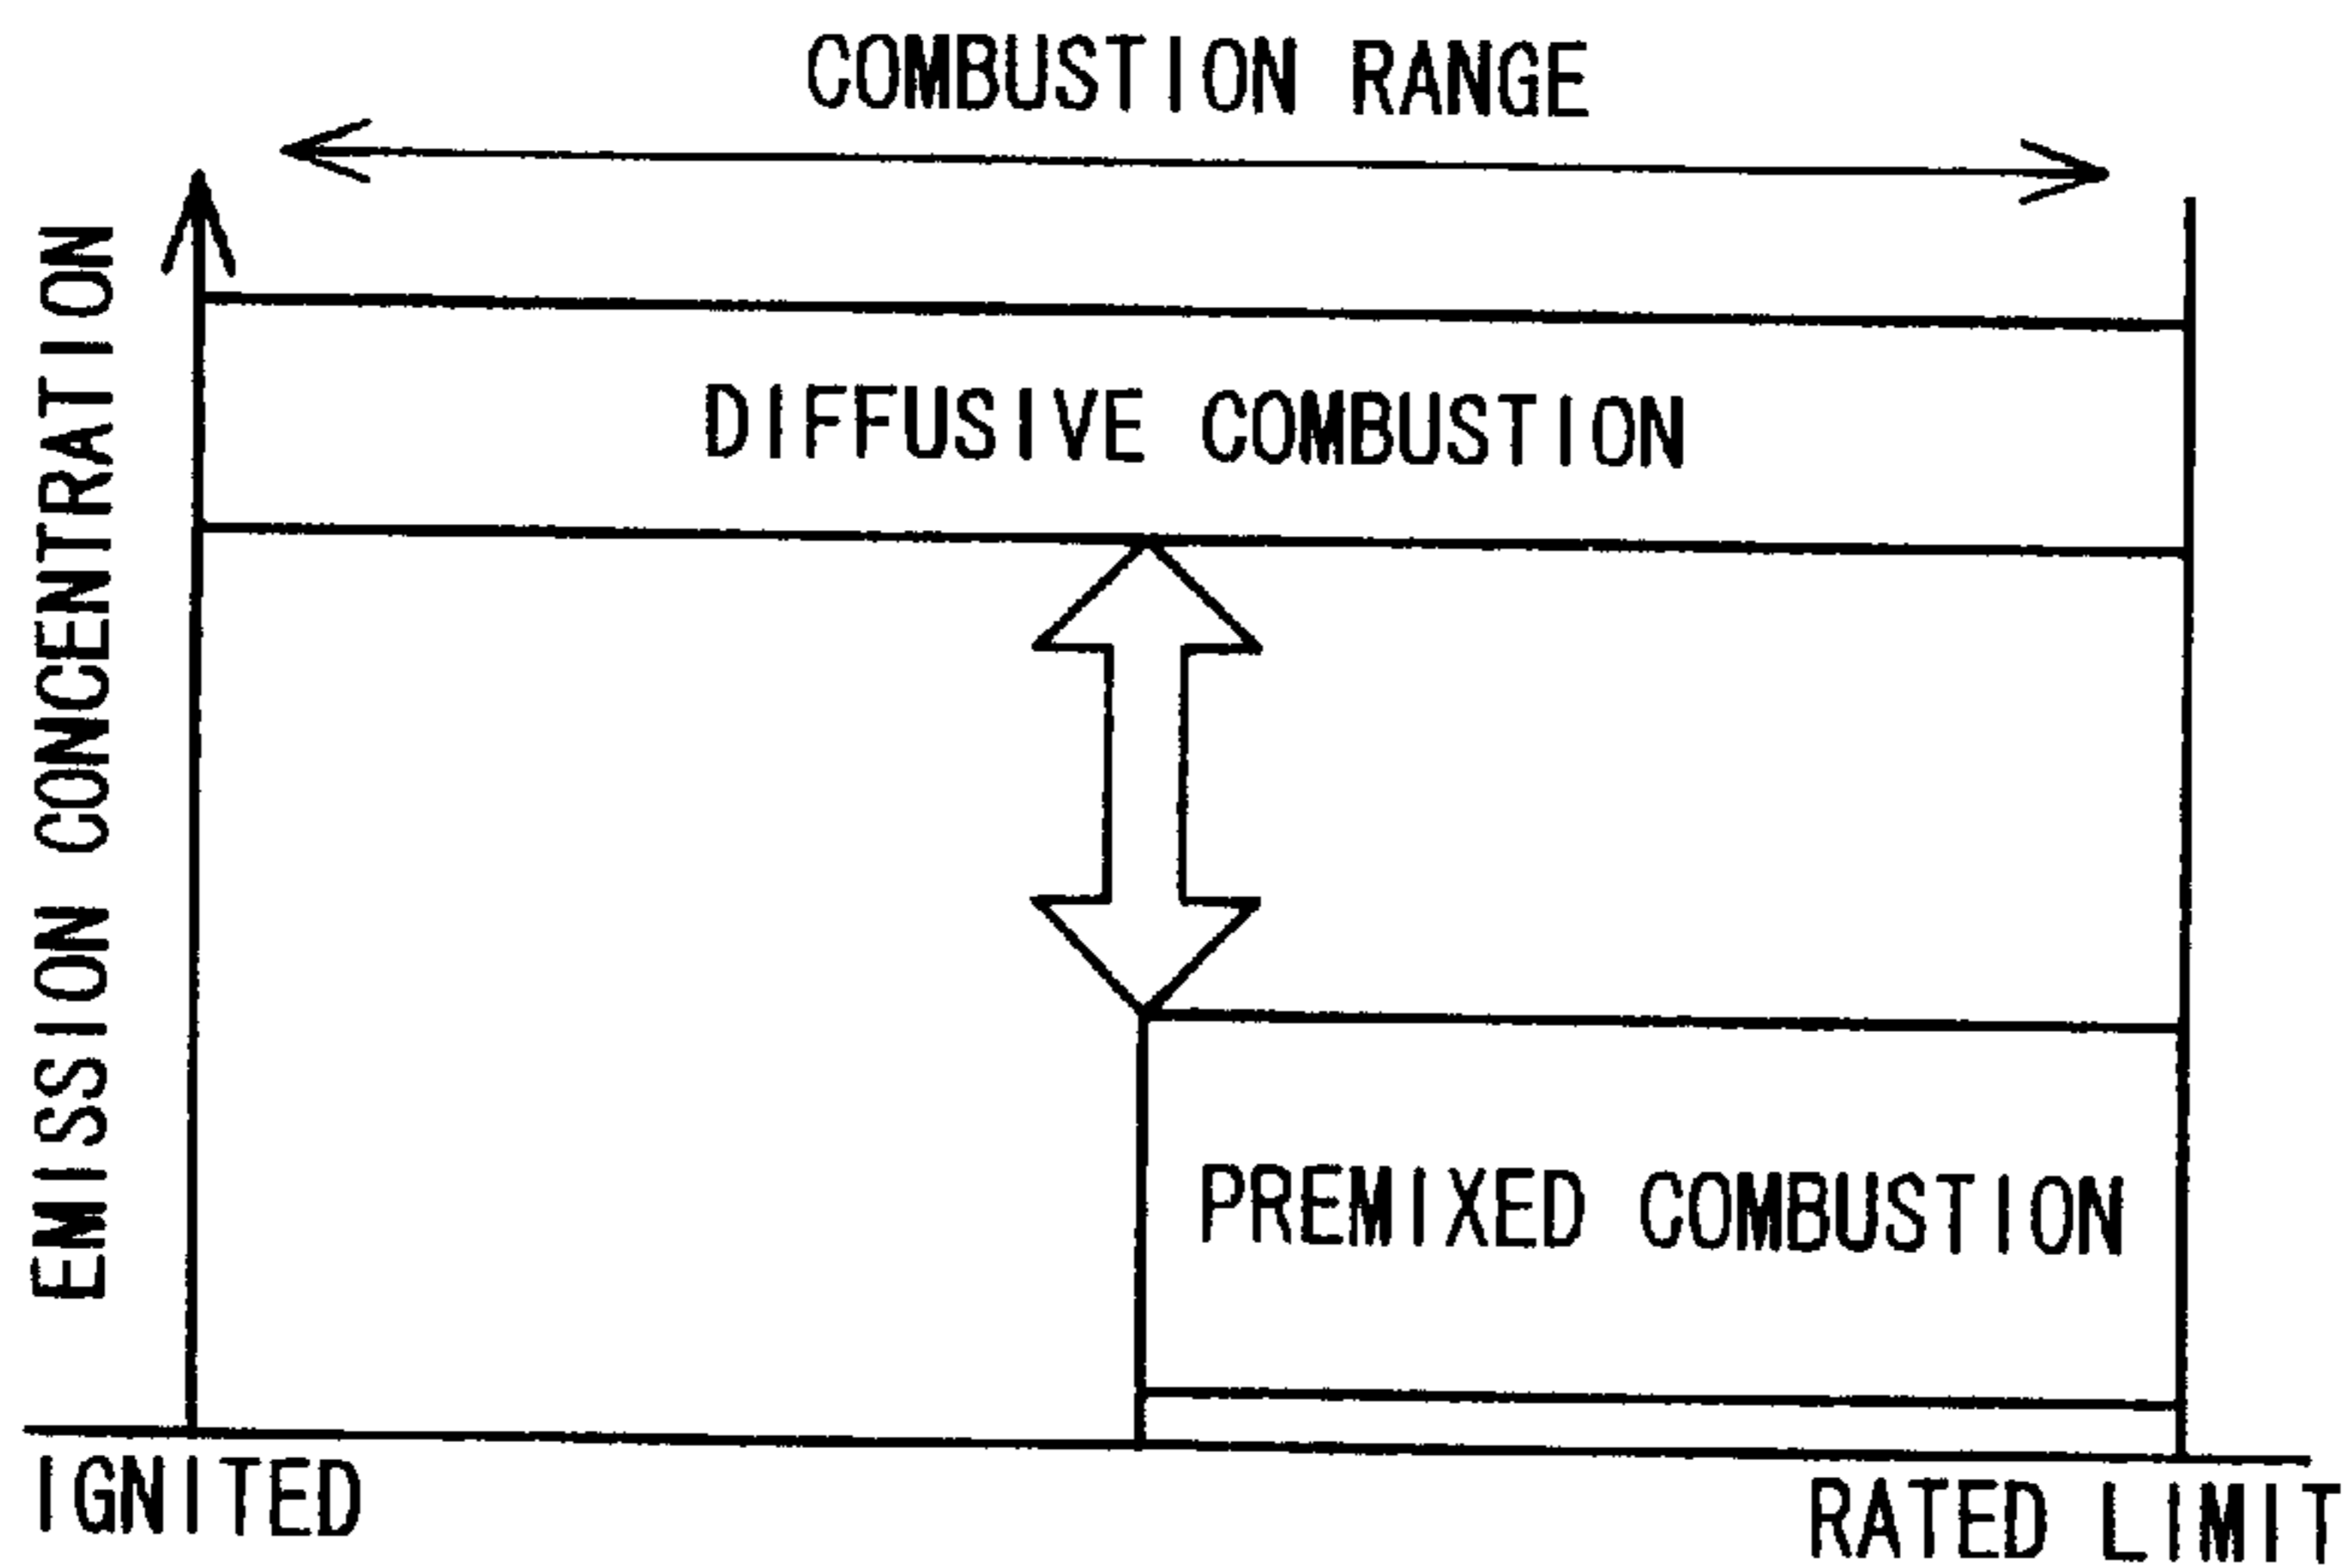 COMBUSTION RANGE
EMISSION CONCENTRATION
DIFFUSIVE COMBUSTION
PREMIXED COMBUSTION
IGNITED
RATED LIMIT